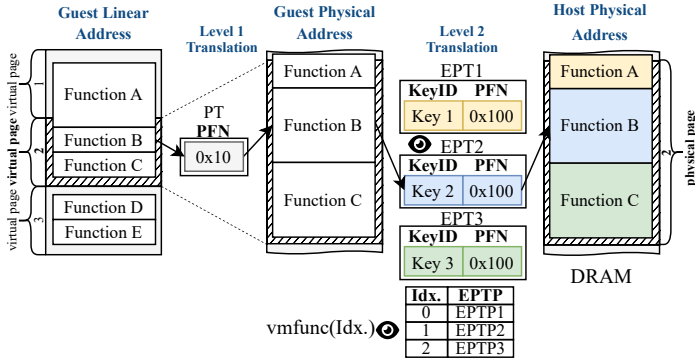 Guest Linear
Address
Level 1
Translation
Guest Physical
Address
Level 2
Translation
Host Physical
Address
virtual page
1
virtual page
2
virtual page
3
Function A
Function B
Function C
Function D
Function E
PT
PFN
0x10
Function A
Function B
Function C
EPT1
KeyID PFN
Key 1 0x100
EPT2
KeyID PFN
Key 2 0x100
EPT3
KeyID PFN
Key 3 0x100
Function A
Function B
Function C
2
physical page
DRAM
vmfunc(Idx.)
Idx. EPTP
0 EPTP1
1 EPTP2
2 EPTP3